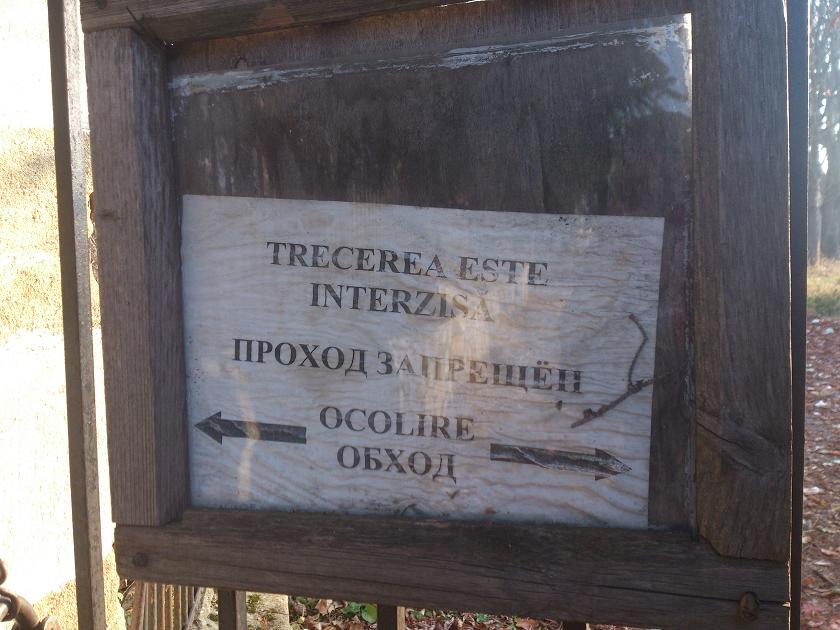 TRECEREA ESTE
INTERZISĂ
ПРОХОД ЗАПРЕЩЁН
OCOLIRE
ОБХОД